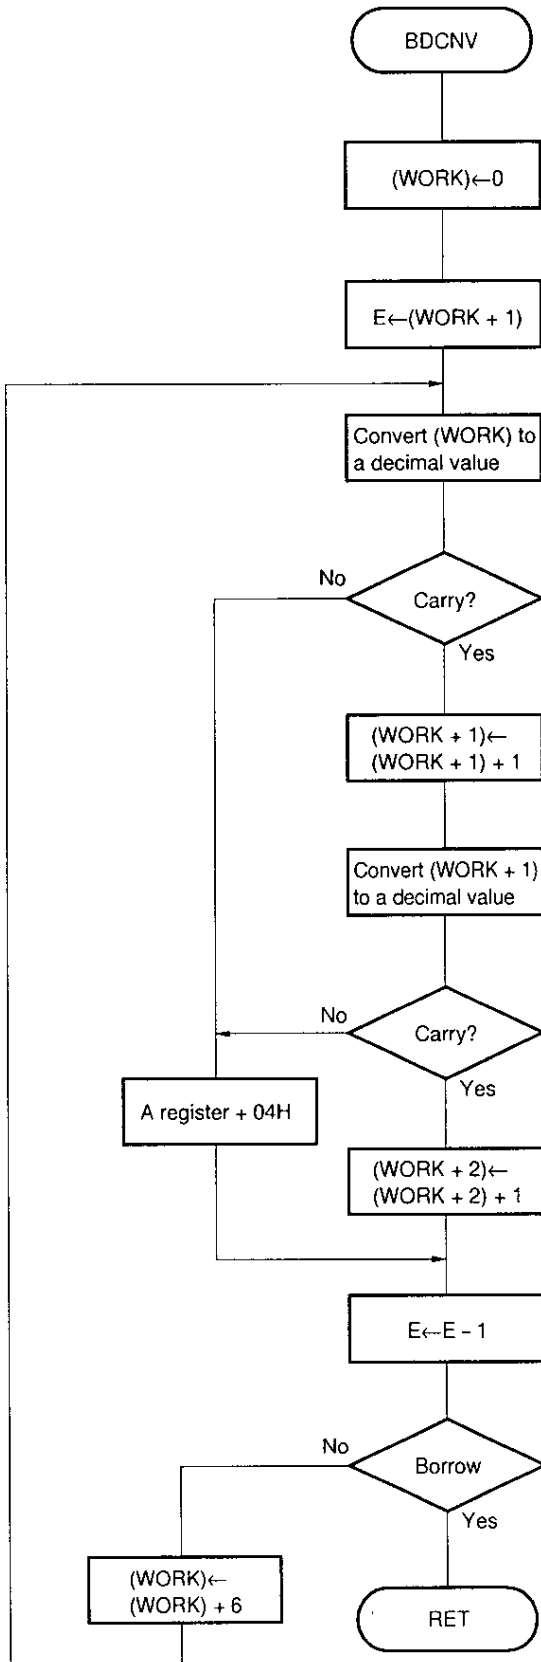 BDCNV
(WORK)←0
E←(WORK + 1)
Convert (WORK) to
a decimal value
No
Carry?
Yes
(WORK + 1)←
(WORK + 1) + 1
Convert (WORK + 1)
to a decimal value
No
Carry?
Yes
A register + 04H
(WORK + 2)←
(WORK + 2) + 1
E←E – 1
No
Borrow
Yes
(WORK)←
(WORK) + 6
RET